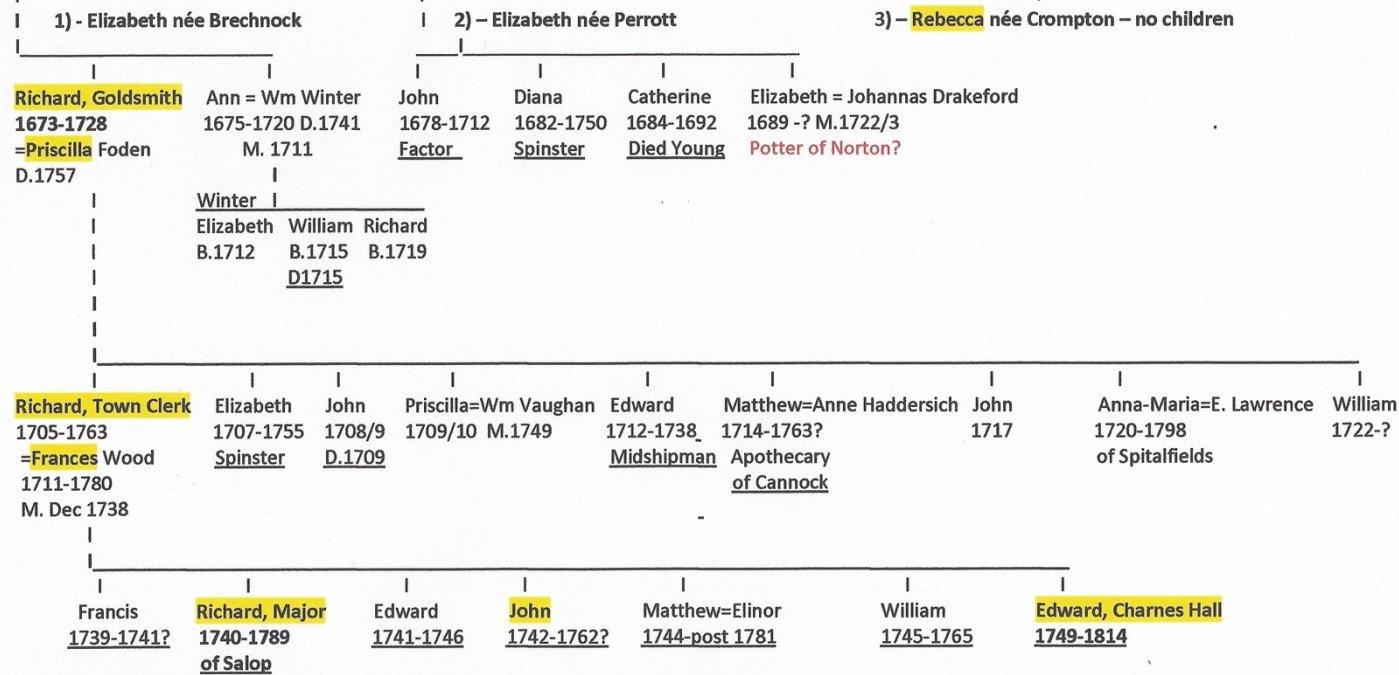 1) - Elizabeth née Brechnock 2) – Elizabeth née Perrott 3) – Rebecca née Crompton – no children
Richard, Goldsmith Ann = Wm Winter John Diana Catherine Elizabeth = Johannas Drakeford
1673-1728 1675-1720 D.1741 1678-1712 1682-1750 1684-1692 1689 -? M.1722/3
=Priscilla Foden M. 1711 Factor Spinster Died Young Potter of Norton?
D.1757
Winter
Elizabeth William Richard
B.1712 B.1715 B.1719
D1715
Richard, Town Clerk Elizabeth John Priscilla=Wm Vaughan Edward Matthew=Anne Haddersich John Anna-Maria=E. Lawrence William
1705-1763 1707-1755 1708/9 1709/10 M.1749 1712-1738 1714-1763? 1717 1720-1798 1722-?
=Frances Wood Spinster D.1709 Midshipman Apothecary of Spitalfields
1711-1780 of Cannock
M. Dec 1738
Francis Richard, Major Edward John Matthew=Elinor William Edward, Charnes Hall
1739-1741? 1740-1789 1741-1746 1742-1762? 1744-post 1781 1745-1765 1749-1814
of Salop